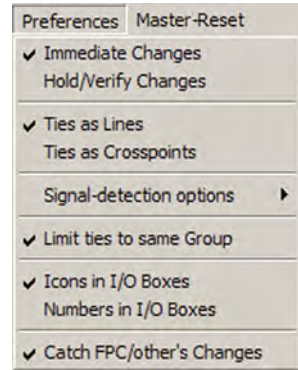 Preferences Master-Reset
Immediate Changes
Hold/Verify Changes
Ties as Lines
Ties as Crosspoints
Signal-detection options
Limit ties to same Group
Icons in I/O Boxes
Numbers in I/O Boxes
Catch FPC/other's Changes